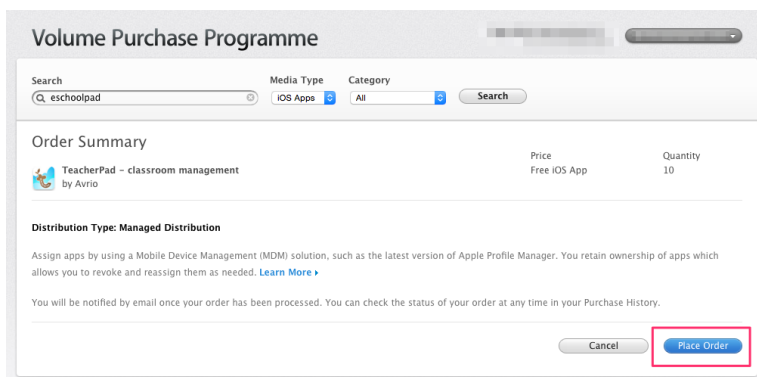 Volume Purchase Programme
Search
Media Type
Category
eschoolpad
iOS Apps
All
Search
Order Summary
Price
Quantity
TeacherPad – classroom management
Free iOS App
10
by Avrio
Distribution Type: Managed Distribution
Assign apps by using a Mobile Device Management (MDM) solution, such as the latest version of Apple Profile Manager. You retain ownership of apps which
allows you to revoke and reassign them as needed. Learn More
You will be notified by email once your order has been processed. You can check the status of your order at any time in your Purchase History.
Cancel
Place Order